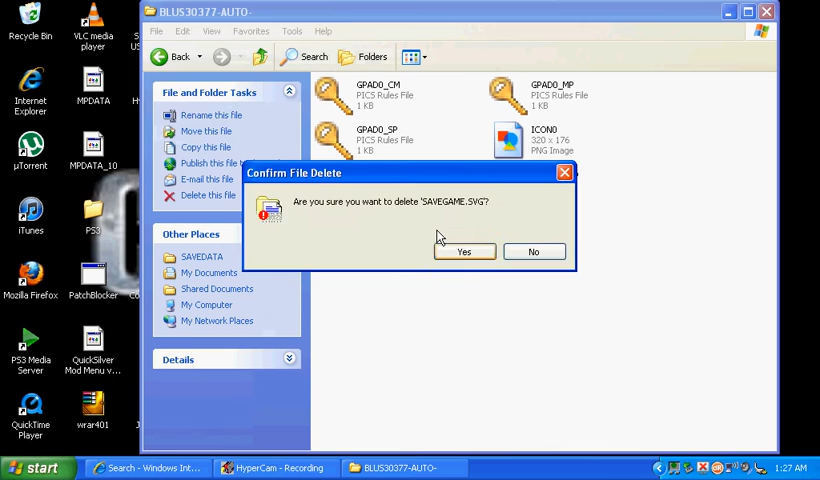 BLUS30377-AUTO-
File Edit View Favorites Tools Help
Back Search Folders
Recycle Bin
VLC media player
Internet Explorer
MPDATA
µTorrent
MPDATA_10
iTunes
PS3
Mozilla Firefox
PatchBlocker
PS3 Media Server
QuickSilver Mod Menu v...
QuickTime Player
wrar401
File and Folder Tasks
Rename this file
Move this file
Copy this file
Publish this file to
E-mail this file
Delete this file
Other Places
SAVEDATA
My Documents
Shared Documents
My Computer
My Network Places
Details
GPAD0_CM
PICS Rules File
1 KB
GPAD0_MP
PICS Rules File
1 KB
GPAD0_SP
PICS Rules File
1 KB
ICON0
320 x 176
PNG Image
Confirm File Delete
Are you sure you want to delete 'SAVEGAME.SVG'?
Yes No
start
Search - Windows Int...
HyperCam - Recording
BLUS30377-AUTO-
1:27 AM